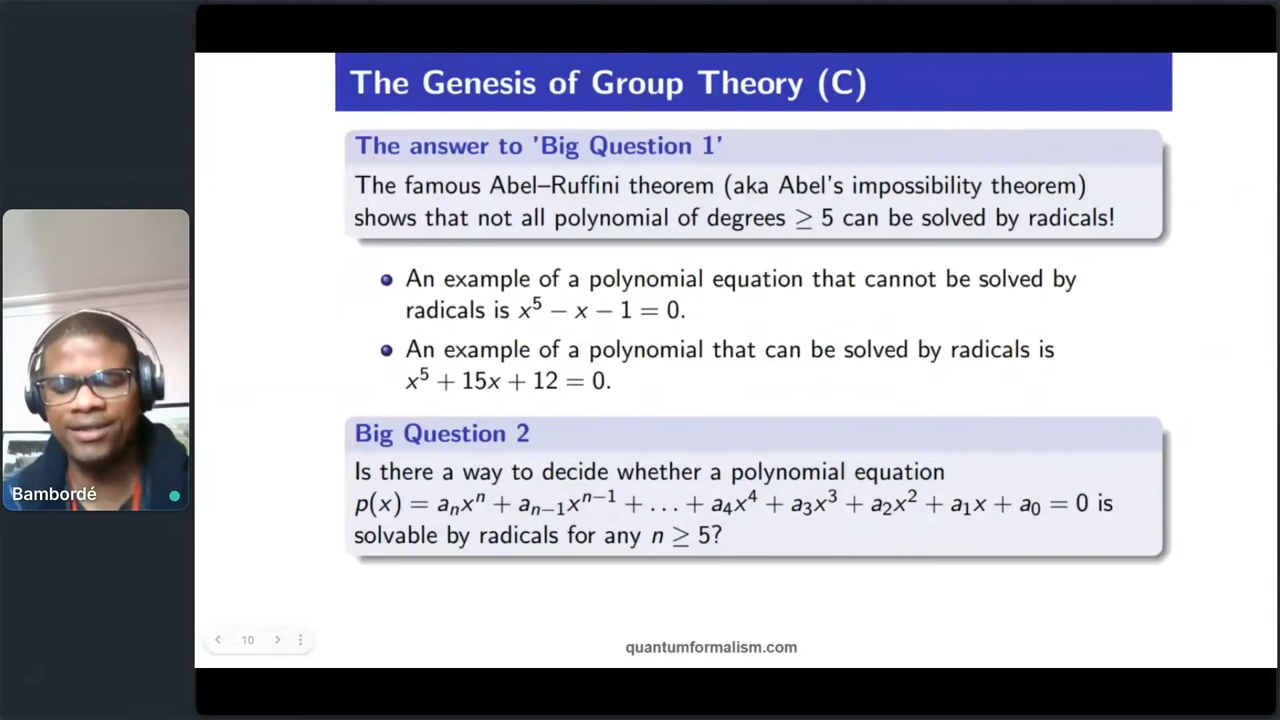 The Genesis of Group Theory (C)
The answer to 'Big Question 1'
The famous Abel–Ruffini theorem (aka Abel's impossibility theorem)
shows that not all polynomial of degrees ≥ 5 can be solved by radicals!
An example of a polynomial equation that cannot be solved by
radicals is x⁵ − x − 1 = 0.
An example of a polynomial that can be solved by radicals is
x⁵ + 15x + 12 = 0.
Big Question 2
Is there a way to decide whether a polynomial equation
p(x) = aₙxⁿ + aₙ₋₁xⁿ⁻¹ + . . . + a₄x⁴ + a₃x³ + a₂x² + a₁x + a₀ = 0 is
solvable by radicals for any n ≥ 5?
Bambordé
10
quantumformalism.com